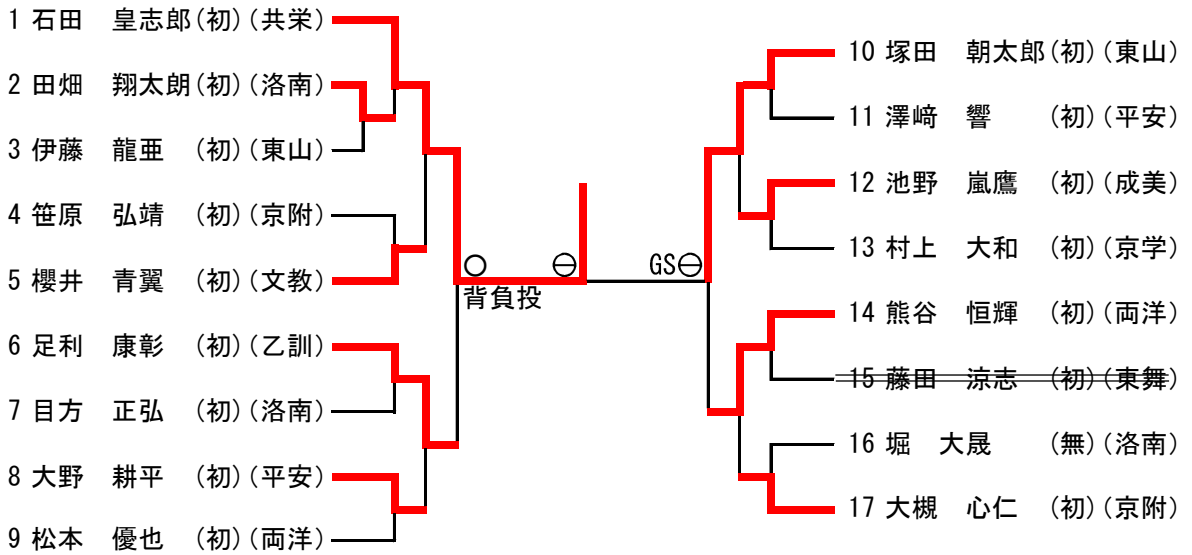 1 石田　皇志郎(初)(共栄)
2 田畑　翔太朗(初)(洛南)
3 伊藤　龍亜　(初)(東山)
4 笹原　弘靖　(初)(京附)
5 櫻井　青翼　(初)(文教)
6 足利　康彰　(初)(乙訓)
7 目方　正弘　(初)(洛南)
8 大野　耕平　(初)(平安)
9 松本　優也　(初)(両洋)
○
背負投
⊖
GS⊖
10 塚田　朝太郎(初)(東山)
11 澤﨑　響　　(初)(平安)
12 池野　嵐鷹　(初)(成美)
13 村上　大和　(初)(京学)
14 熊谷　恒輝　(初)(両洋)
15 藤田　涼志　(初)(東舞)
16 堀　大晟　　(無)(洛南)
17 大槻　心仁　(初)(京附)